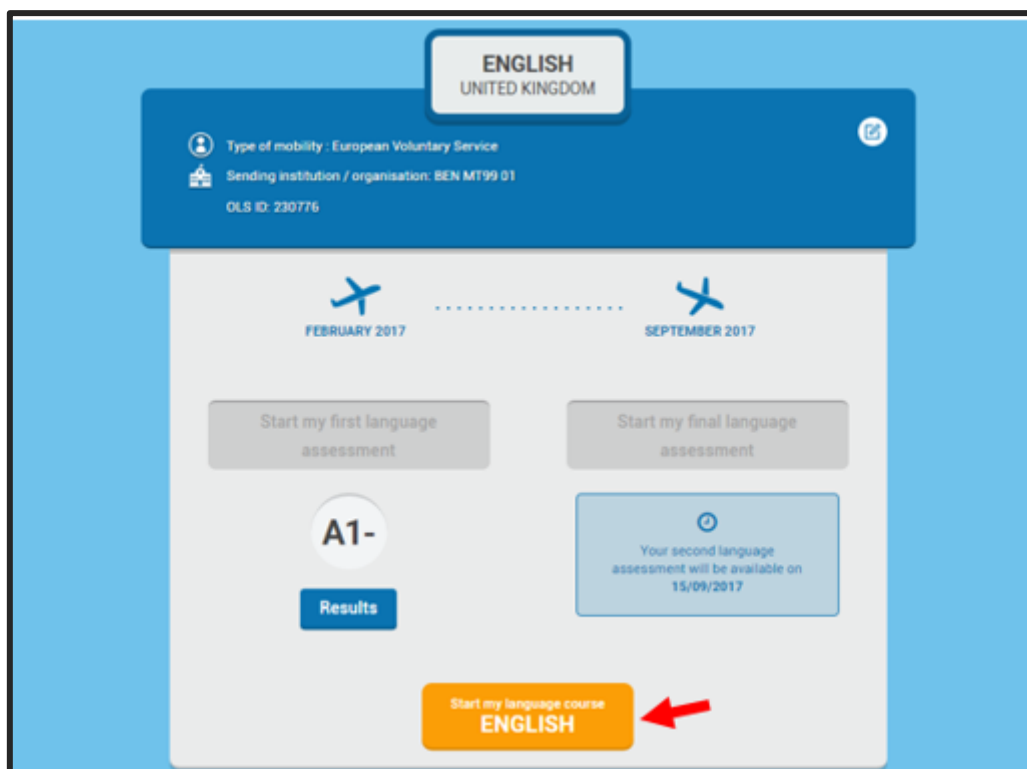 ENGLISH
UNITED KINGDOM
Type of mobility : European Voluntary Service
Sending institution / organisation: BEN MT99 01
OLS ID: 230776
FEBRUARY 2017
SEPTEMBER 2017
Start my first language
assessment
Start my final language
assessment
A1-
Results
Your second language
assessment will be available on
15/09/2017
Start my language course
ENGLISH